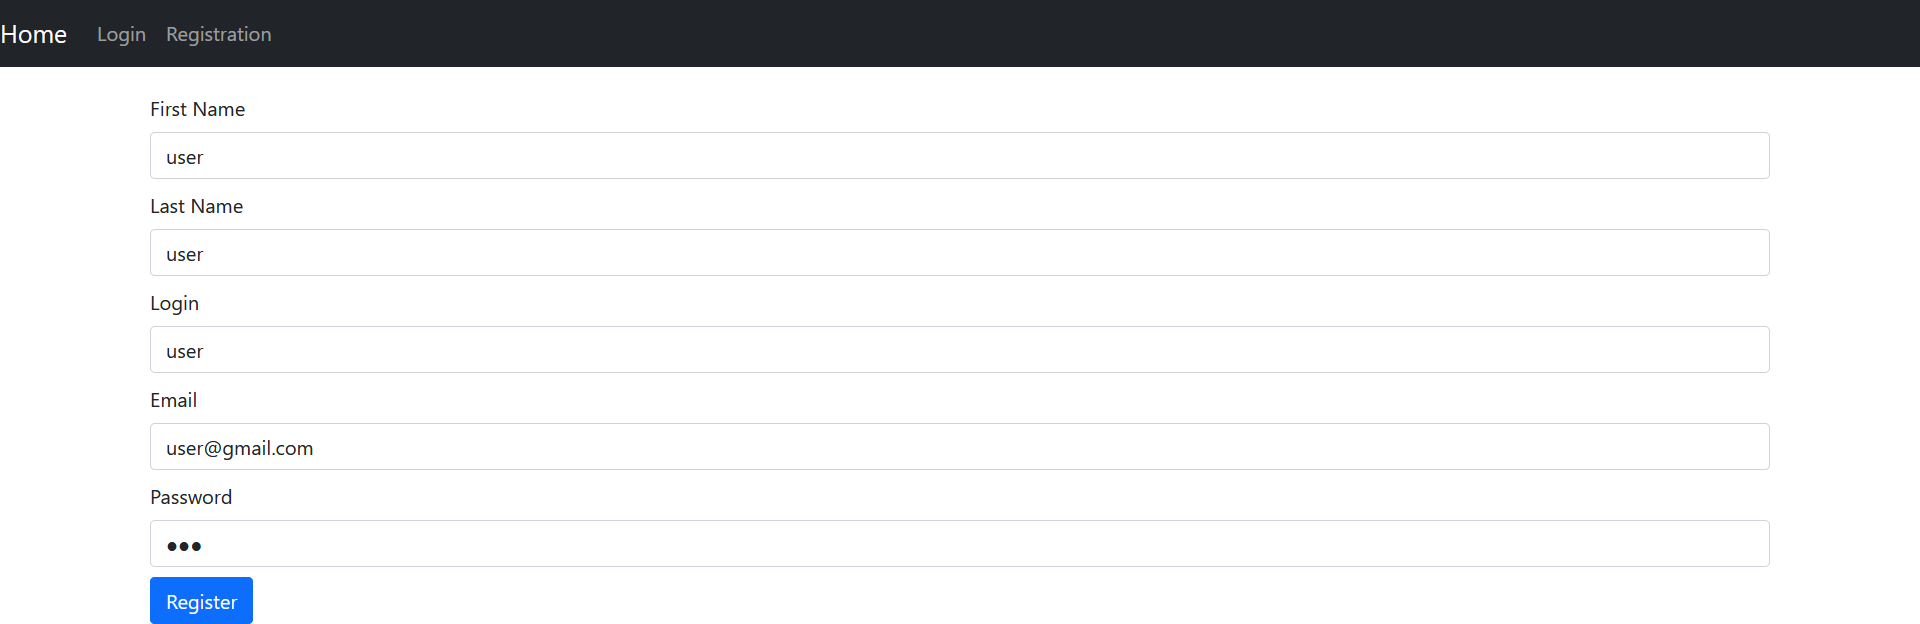 Home Login Registration
First Name
user
Last Name
user
Login
user
Email
user@gmail.com
Password
●●●
Register